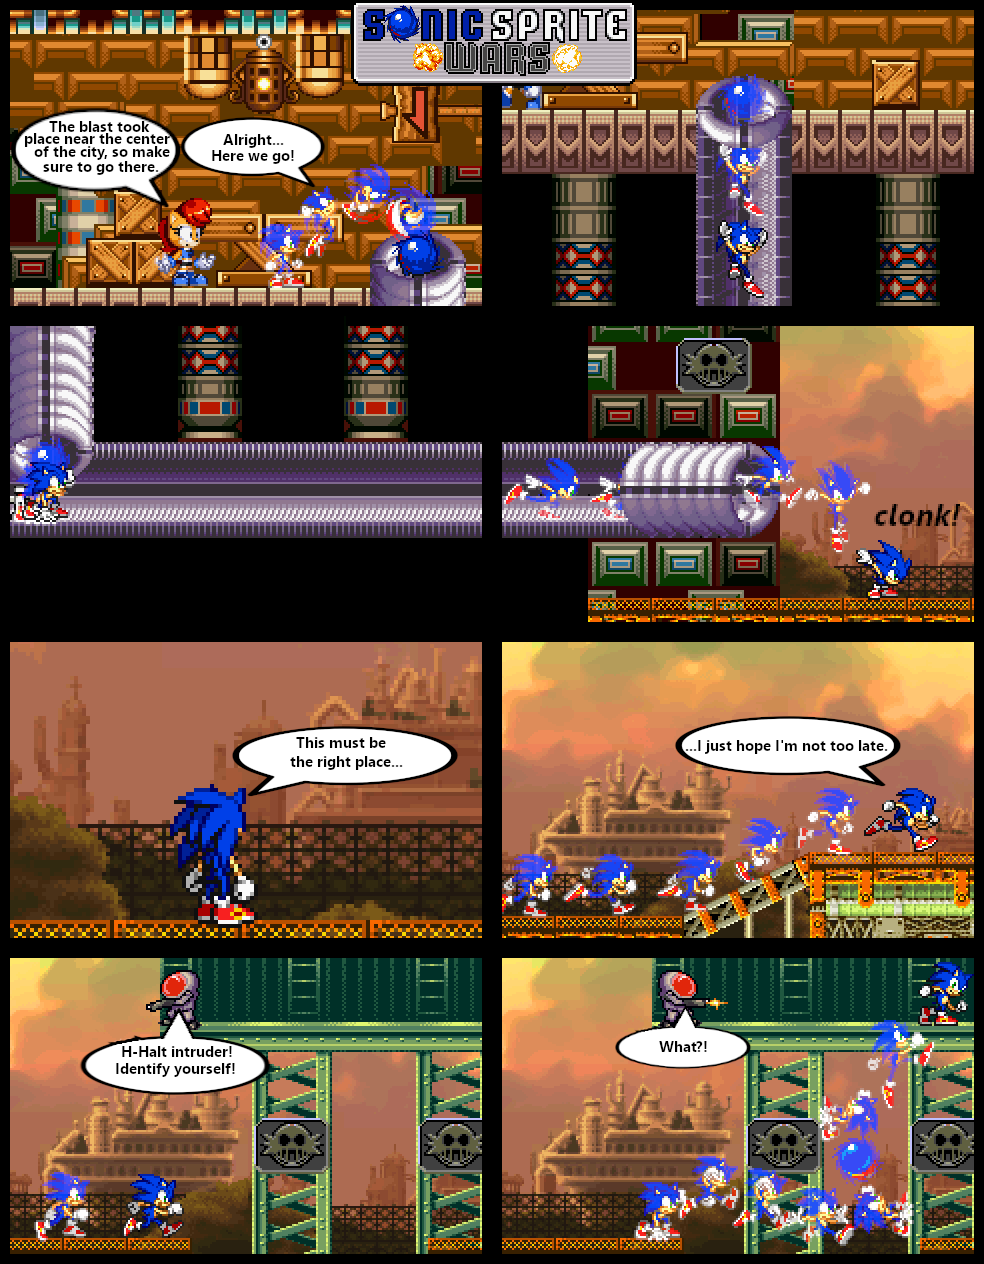 SONIC SPRITE
WARS
The blast took
place near the center
of the city, so make
sure to go there.
Alright...
Here we go!
clonk!
This must be
the right place...
...I just hope I'm not too late.
H-Halt intruder!
Identify yourself!
What?!